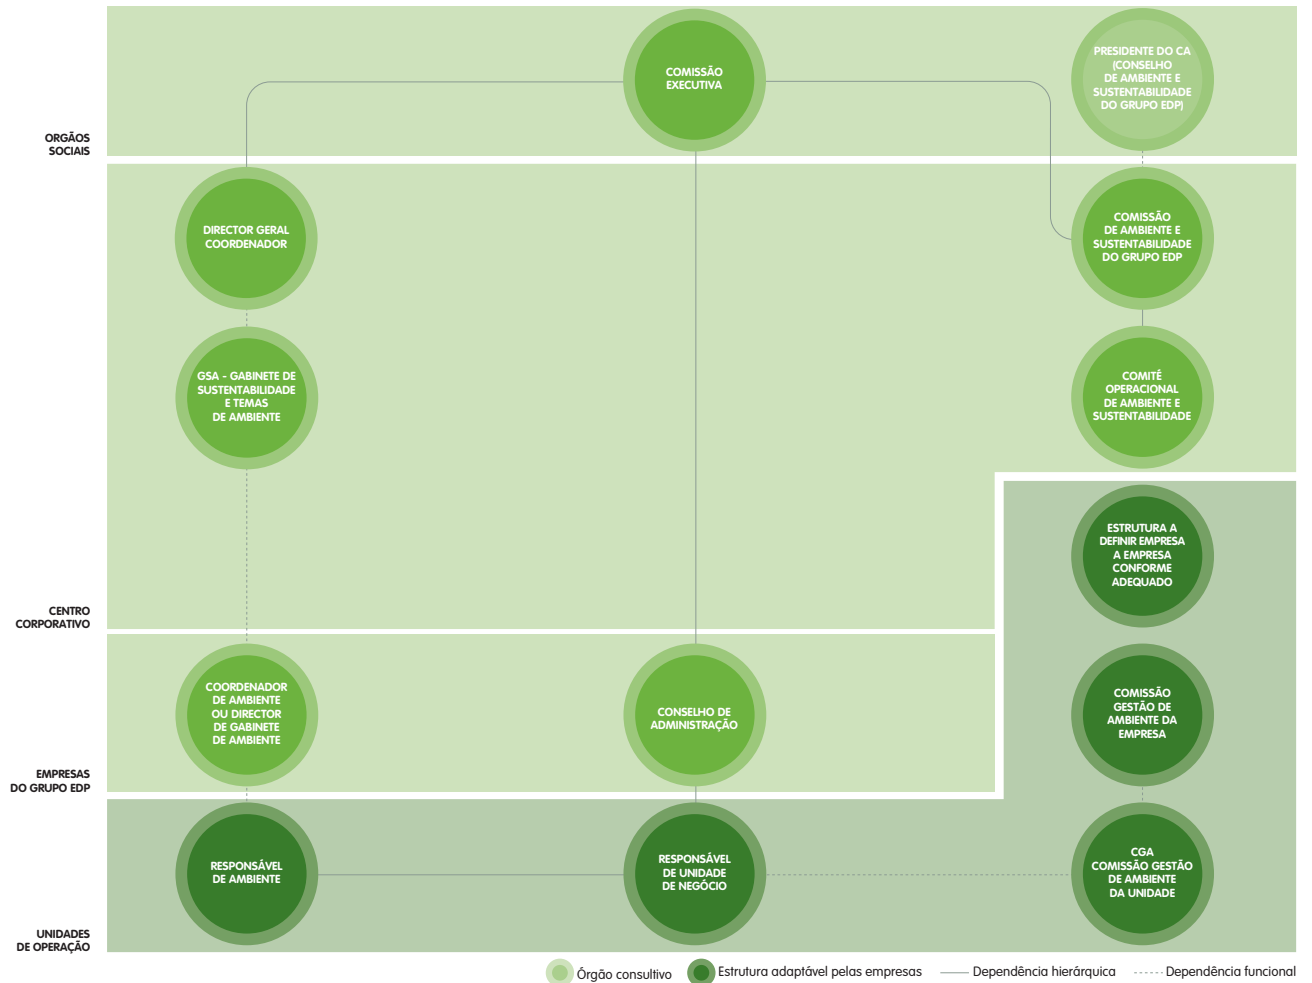 COMISSÃO
EXECUTIVA
PRESIDENTE DO CA
(CONSELHO
DE AMBIENTE E
SUSTENTABILIDADE
DO GRUPO EDP)
ORGÃOS
SOCIAIS
DIRECTOR GERAL
COORDENADOR
COMISSÃO
DE AMBIENTE E
SUSTENTABILIDADE
DO GRUPO EDP
GSA - GABINETE DE
SUSTENTABILIDADE
E TEMAS
DE AMBIENTE
COMITÉ
OPERACIONAL
DE AMBIENTE E
SUSTENTABILIDADE
ESTRUTURA A
DEFINIR EMPRESA
A EMPRESA
CONFORME
ADEQUADO
CENTRO
CORPORATIVO
COORDENADOR
DE AMBIENTE
OU DIRECTOR
DE GABINETE
DE AMBIENTE
CONSELHO DE
ADMINISTRAÇÃO
COMISSÃO
GESTÃO DE
AMBIENTE DA
EMPRESA
EMPRESAS
DO GRUPO EDP
RESPONSÁVEL
DE AMBIENTE
RESPONSÁVEL
DE UNIDADE
DE NEGÓCIO
CGA
COMISSÃO GESTÃO
DE AMBIENTE
DA UNIDADE
UNIDADES
DE OPERAÇÃO
Órgão consultivo
Estrutura adaptável pelas empresas
Dependência hierárquica
Dependência funcional